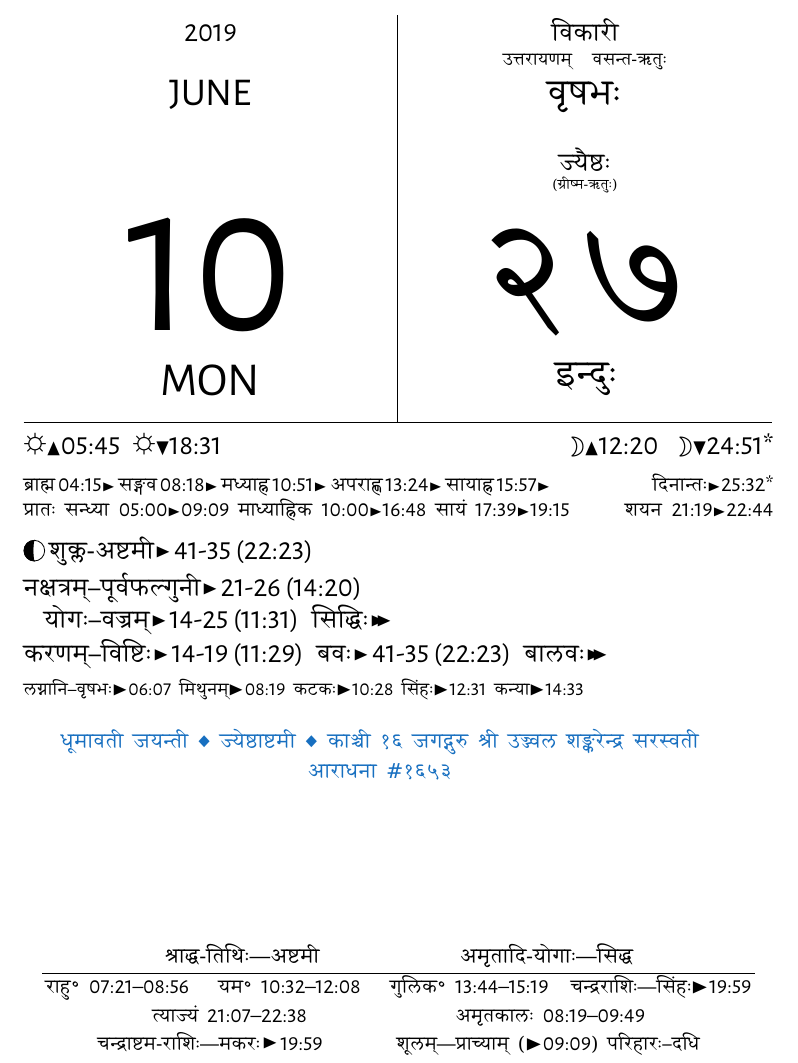 2019
JUNE
10
MON
विकारी
उत्तरायणम् वसन्त-ऋतुः
वृषभः
ज्यैष्ठः
(ग्रीष्म-ऋतुः)
२७
इन्दुः
☼▲05:45 ☼▼18:31 ☽▲12:20 ☽▼24:51*
ब्राह्म 04:15► सङ्गव 08:18► मध्याह्न 10:51► अपराह्ण 13:24► सायाह्न 15:57► दिनान्तः►25:32*
प्रातः सन्ध्या 05:00►09:09 माध्याह्निक 10:00►16:48 सायं 17:39►19:15 शयन 21:19►22:44
शुक्ल-अष्टमी► 41-35 (22:23)
नक्षत्रम्–पूर्वफल्गुनी► 21-26 (14:20)
योगः–वज्रम्►14-25 (11:31) सिद्धिः►►
करणम्–विष्टिः►14-19 (11:29) बवः► 41-35 (22:23) बालवः►►
लग्नानि–वृषभः►06:07 मिथुनम्►08:19 कटकः►10:28 सिंहः►12:31 कन्या►14:33
धूमावती जयन्ती ◆ ज्येष्ठाष्टमी ◆ काञ्ची १६ जगद्गुरु श्री उज्ज्वल शङ्करेन्द्र सरस्वती
आराधना #१६५३
श्राद्ध-तिथिः—अष्टमी अमृतादि-योगाः—सिद्ध
राहु° 07:21–08:56 यम° 10:32–12:08 गुलिक° 13:44–15:19 चन्द्रराशिः—सिंहः►19:59
त्याज्यं 21:07–22:38 अमृतकालः 08:19–09:49
चन्द्राष्टम-राशिः—मकरः►19:59 शूलम्—प्राच्याम् (►09:09) परिहारः–दधि